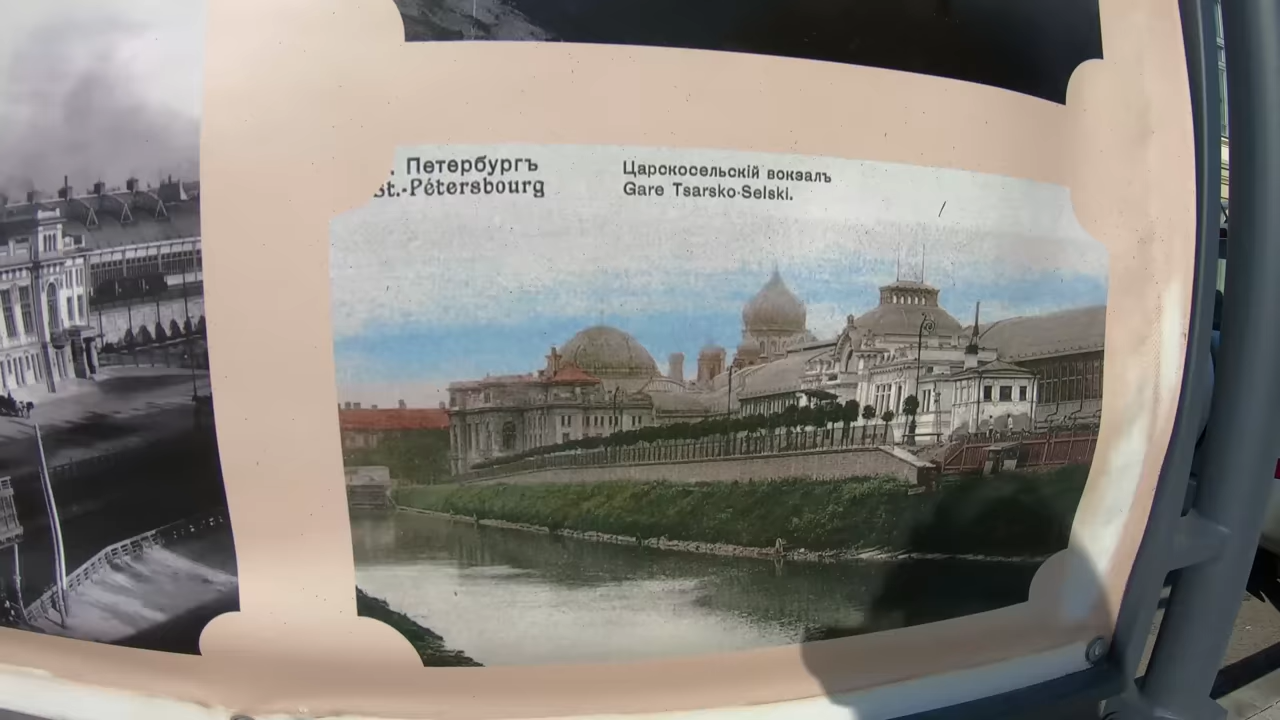 . Петербургъ
St.-Pétersbourg
Царскосельскій вокзалъ
Gare Tsarsko-Selski.